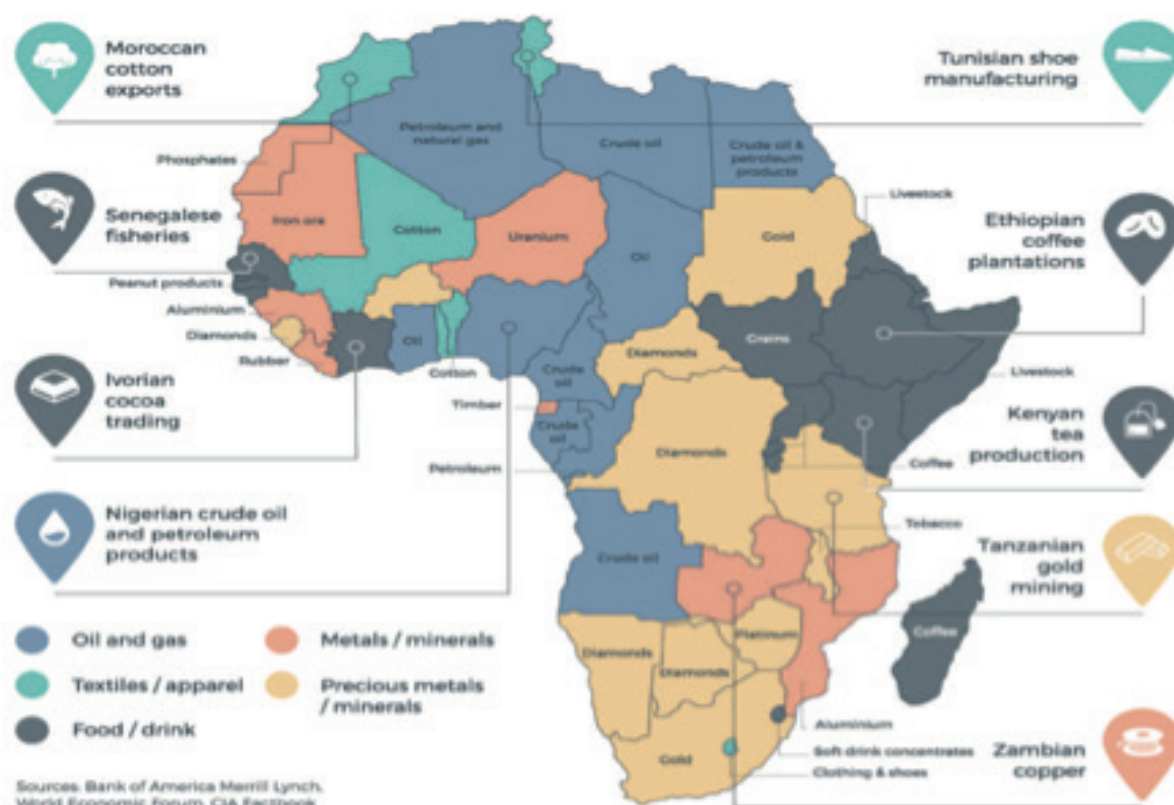 Moroccan
cotton
exports
Tunisian shoe
manufacturing
Petroleum and
natural gas
Crude oil
Crude oil &
petroleum
products
Phosphates
Livestock
Senegalese
fisheries
Iron ore
Cotton
Uranium
Gold
Oil
Ethiopian
coffee
plantations
Peanut products
Aluminium
Diamonds
Rubber
Oil
Cotton
Grains
Diamonds
Livestock
Ivorian
cocoa
trading
Crude
oil
Timber
Crude
oil
Petroleum
Diamonds
Kenyan
tea
production
Coffee
Nigerian crude oil
and petroleum
products
Crude oil
Tobacco
Tanzanian
gold
mining
Oil and gas
Metals / minerals
Textiles / apparel
Precious metals
/ minerals
Food / drink
Diamonds
Diamonds
Platinum
Coffee
Gold
Aluminium
Soft drink concentrates
Clothing & shoes
Zambian
copper
Sources. Bank of America Merrill Lynch,
World Economic Forum, CIA Factbook